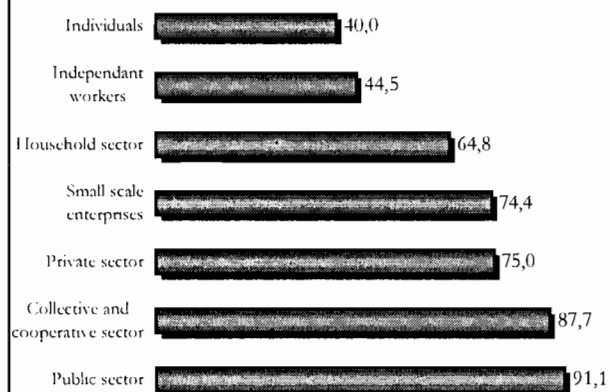 Individuals 40,0
Independant
workers 44,5
Household sector 64,8
Small scale
enterprises 74,4
Private sector 75,0
Collective and
cooperative sector 87,7
Public sector 91,1